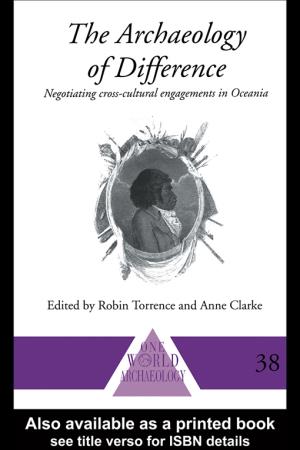 The Archaeology
of Difference
Negotiating cross-cultural engagements in Oceania
Edited by Robin Torrence and Anne Clarke
ONE
WORLD
ARCHAEOLOGY
38
Also available as a printed book
see title verso for ISBN details